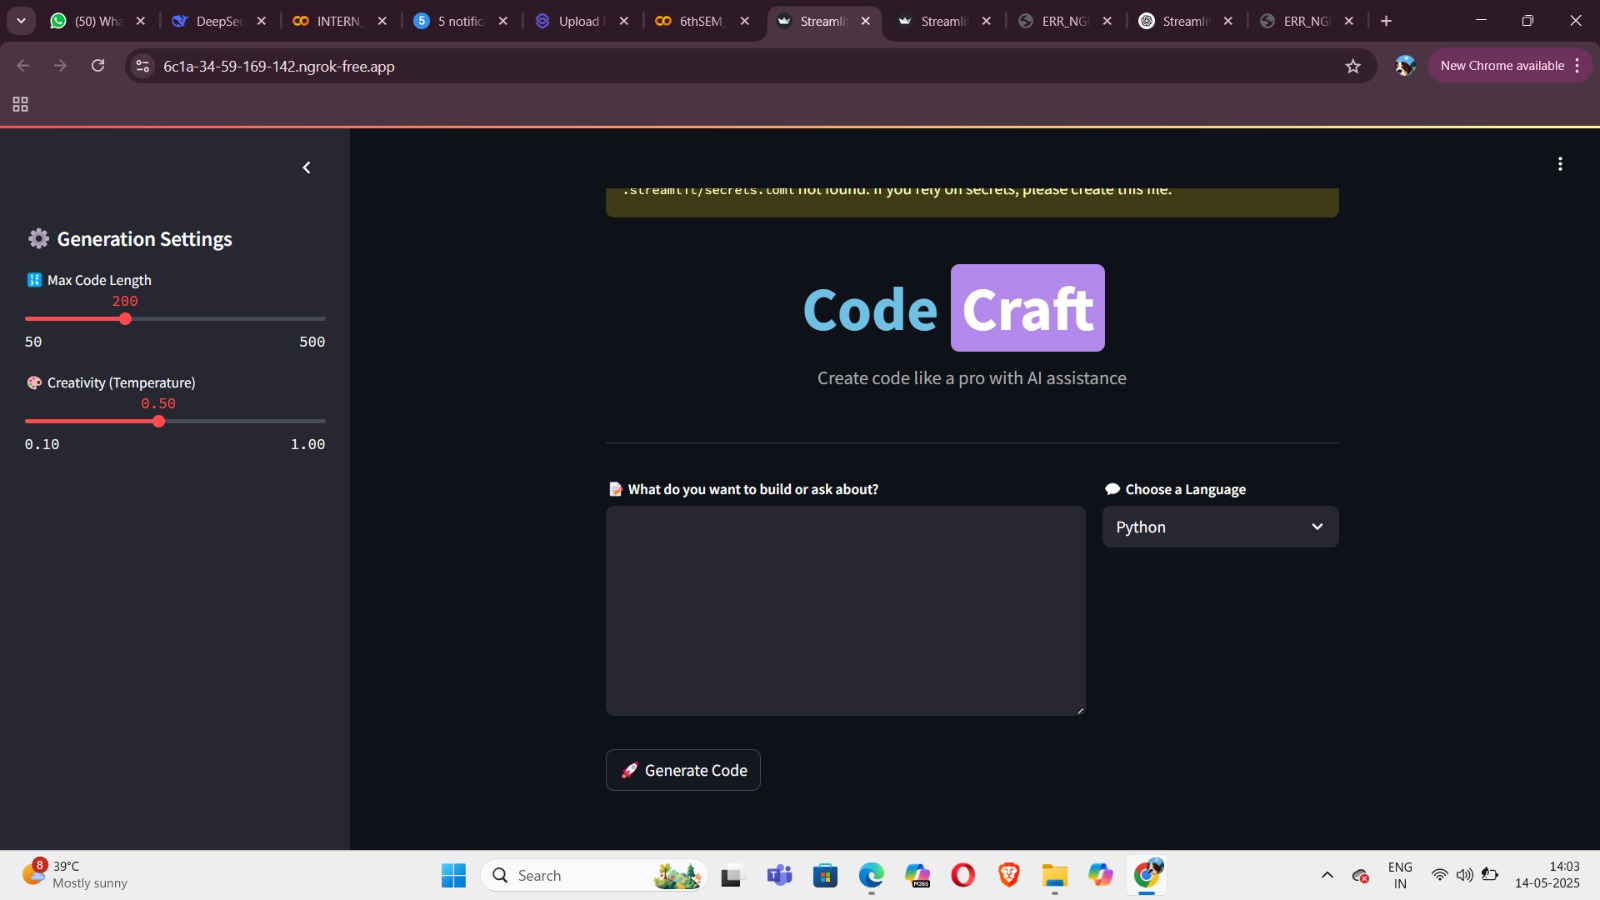 (50) Wha
DeepSee
INTERN_
5 notific
Upload
6thSEM_
Streamli
Streamli
ERR_NG
Streamli
ERR_NG
6c1a-34-59-169-142.ngrok-free.app
New Chrome available
Generation Settings
Max Code Length
200
50 500
Creativity (Temperature)
0.50
0.10 1.00
.streamlit/secrets.toml not found. If you rely on secrets, please create this file.
Code Craft
Create code like a pro with AI assistance
What do you want to build or ask about?
Choose a Language
Python
Generate Code
8
39°C
Mostly sunny
Search
M365
ENG
IN
14:03
14-05-2025